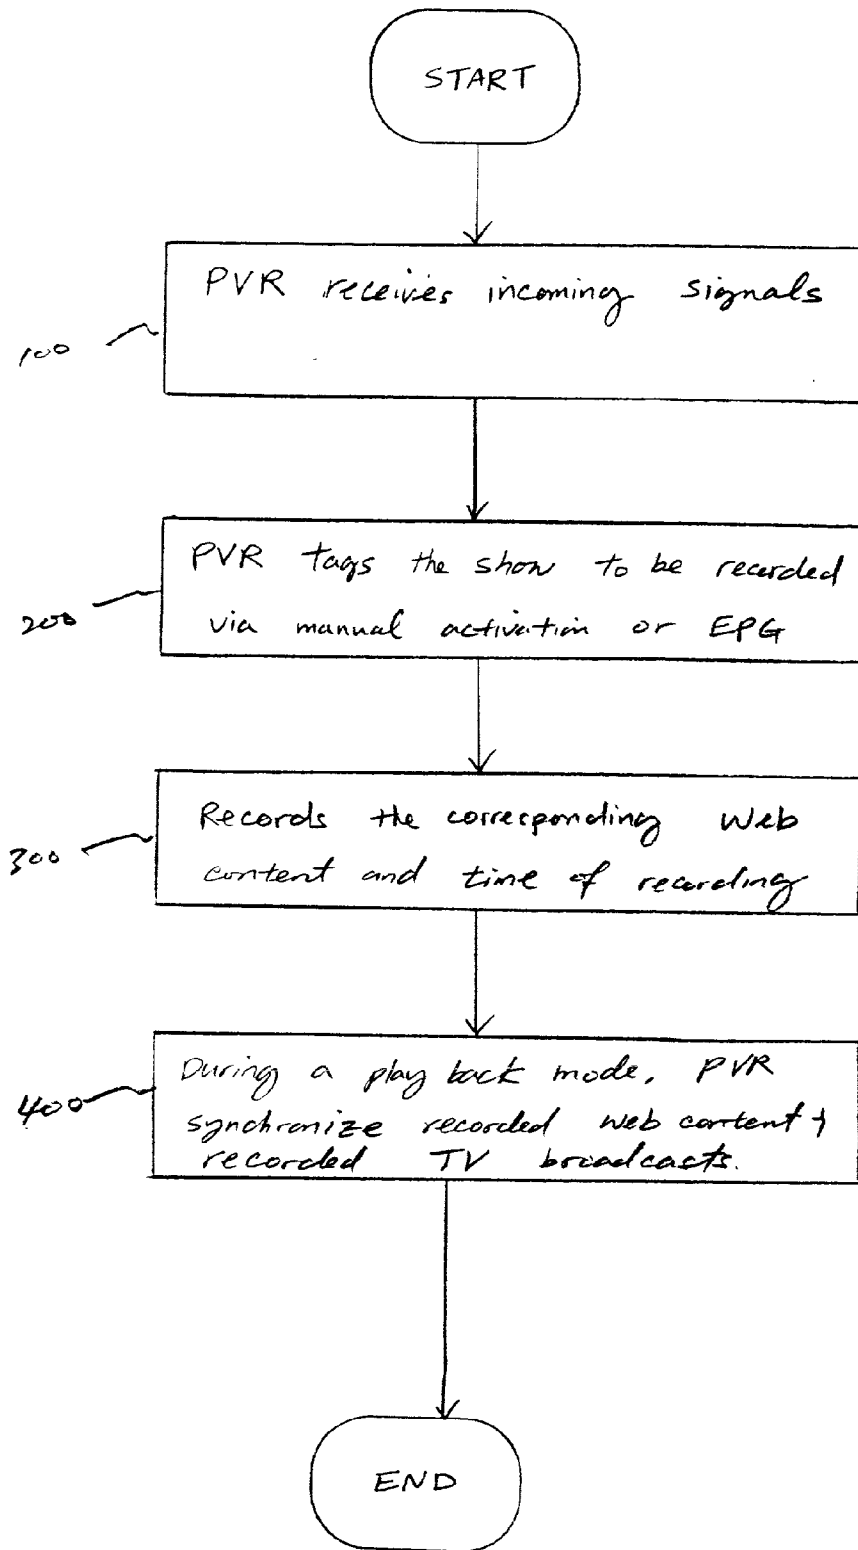 START
PVR receives incoming signals
100
PVR tags the show to be recorded
via manual activation or EPG
200
Records the corresponding Web
content and time of recording
300
During a play back mode, PVR
synchronize recorded web content +
recorded TV broadcasts.
400
END